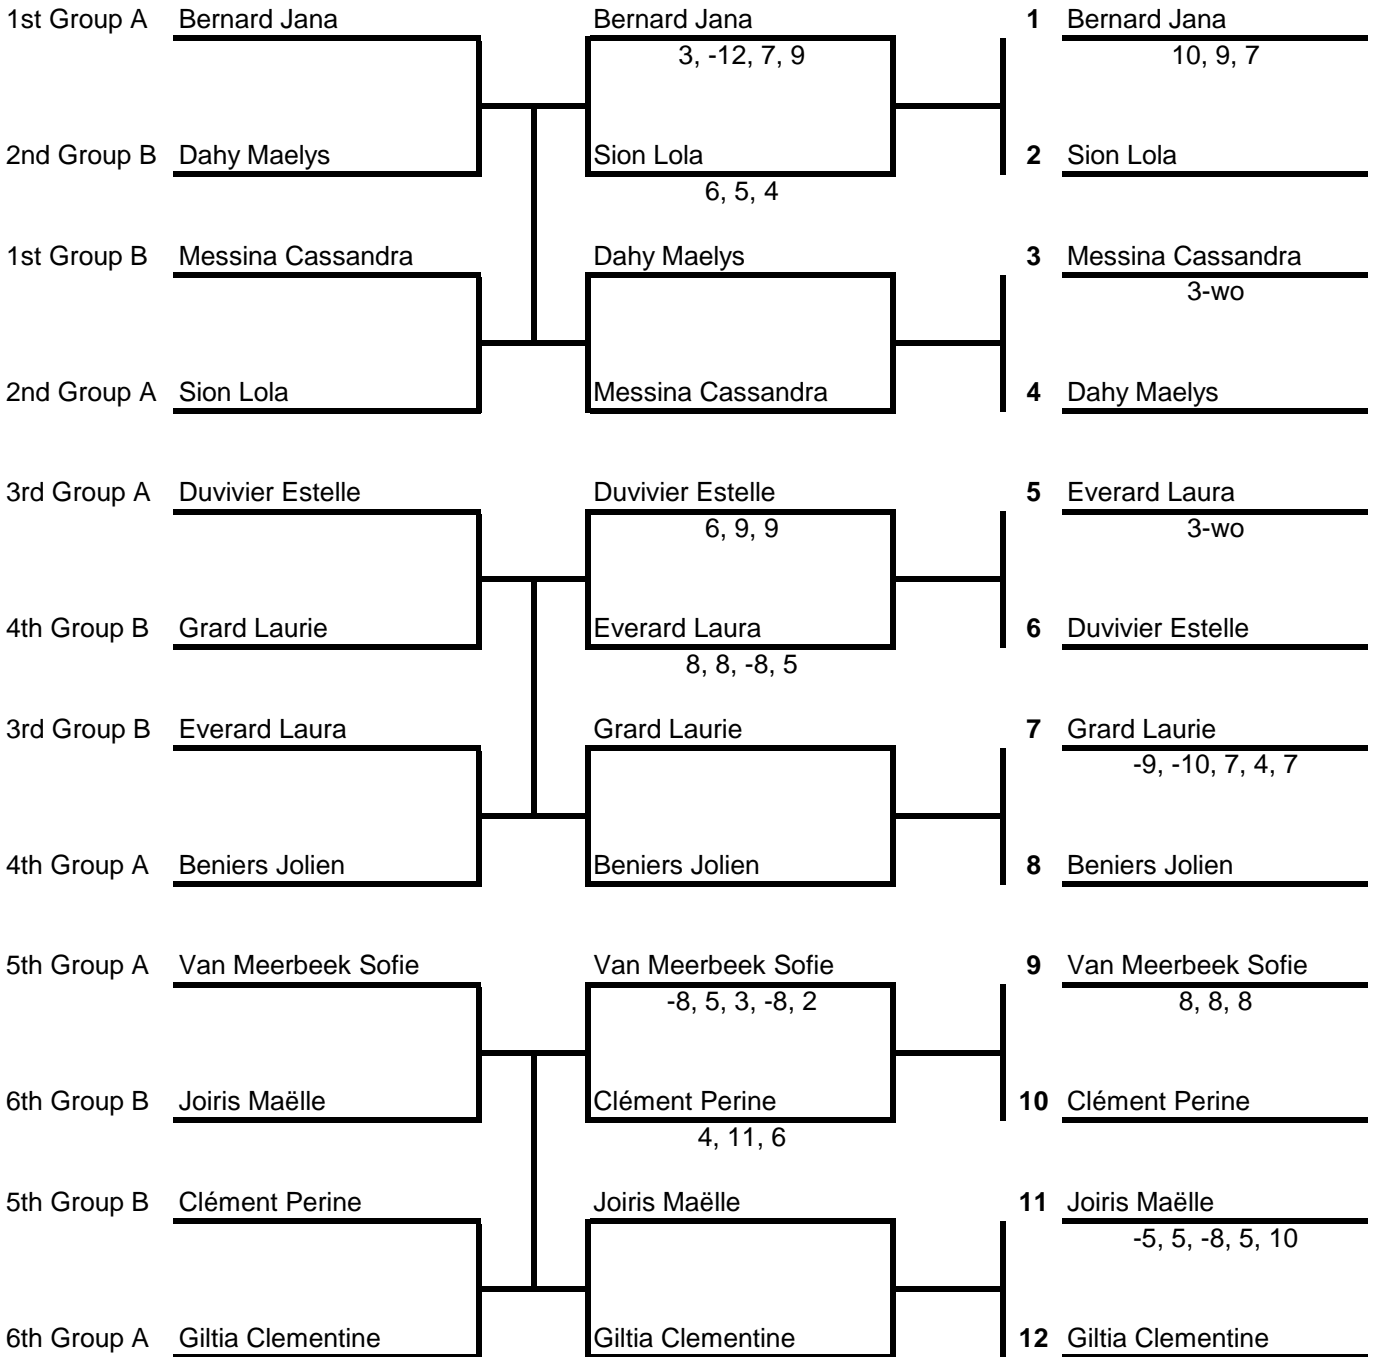 1st Group A Bernard Jana Bernard Jana 1 Bernard Jana
3, -12, 7, 9 10, 9, 7
2nd Group B Dahy Maelys Sion Lola 2 Sion Lola
6, 5, 4
1st Group B Messina Cassandra Dahy Maelys 3 Messina Cassandra
3-wo
2nd Group A Sion Lola Messina Cassandra 4 Dahy Maelys
3rd Group A Duvivier Estelle Duvivier Estelle 5 Everard Laura
6, 9, 9 3-wo
4th Group B Grard Laurie Everard Laura 6 Duvivier Estelle
8, 8, -8, 5
3rd Group B Everard Laura Grard Laurie 7 Grard Laurie
-9, -10, 7, 4, 7
4th Group A Beniers Jolien Beniers Jolien 8 Beniers Jolien
5th Group A Van Meerbeek Sofie Van Meerbeek Sofie 9 Van Meerbeek Sofie
-8, 5, 3, -8, 2 8, 8, 8
6th Group B Joiris Maëlle Clément Perine 10 Clément Perine
4, 11, 6
5th Group B Clément Perine Joiris Maëlle 11 Joiris Maëlle
-5, 5, -8, 5, 10
6th Group A Giltia Clementine Giltia Clementine 12 Giltia Clementine